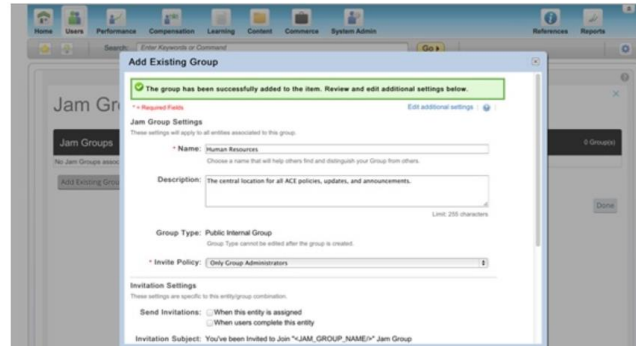 Home Users Performance Compensation Learning Content Commerce System Admin References Reports
Search: Enter Keywords or Command Go
Add Existing Group
The group has been successfully added to the item. Review and edit additional settings below.
* = Required Fields Edit additional settings
Jam Gr
Jam Group Settings
These settings will apply to all entities associated to this group.
Jam Groups 0 Group(s)
* Name: Human Resources
No Jam Groups assoc
Choose a name that will help others find and distinguish your Group from others.
Add Existing Grou
Description: The central location for all ACE policies, updates, and announcements.
Done
Limit: 255 characters
Group Type: Public Internal Group
Group Type cannot be edited after the group is created.
* Invite Policy: Only Group Administrators
Invitation Settings
These settings are specific to this entity/group combination.
Send Invitations: When this entity is assigned
When users complete this entity
Invitation Subject: You've been Invited to Join "<JAM_GROUP_NAME/>" Jam Group